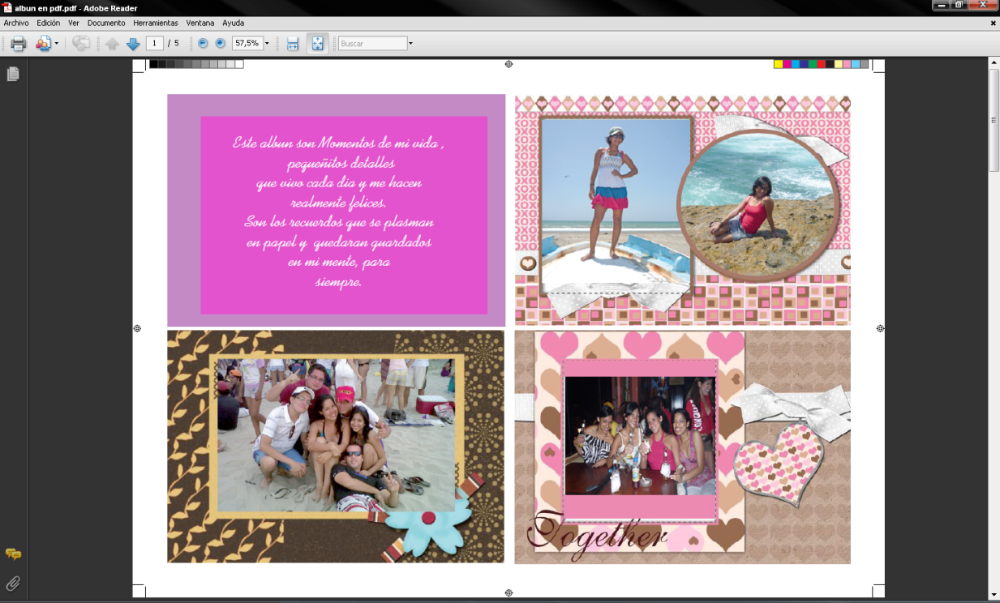 albun en pdf.pdf - Adobe Reader
Archivo Edición Ver Documento Herramientas Ventana Ayuda
1 / 5 57,5% Buscar
Este albun son Momentos de mi vida ,
pequeñitos detalles
que vivo cada dia y me hacen
realmente felices.
Son los recuerdos que se plasman
en papel y quedaran guardados
en mi mente, para
siempre.
Together